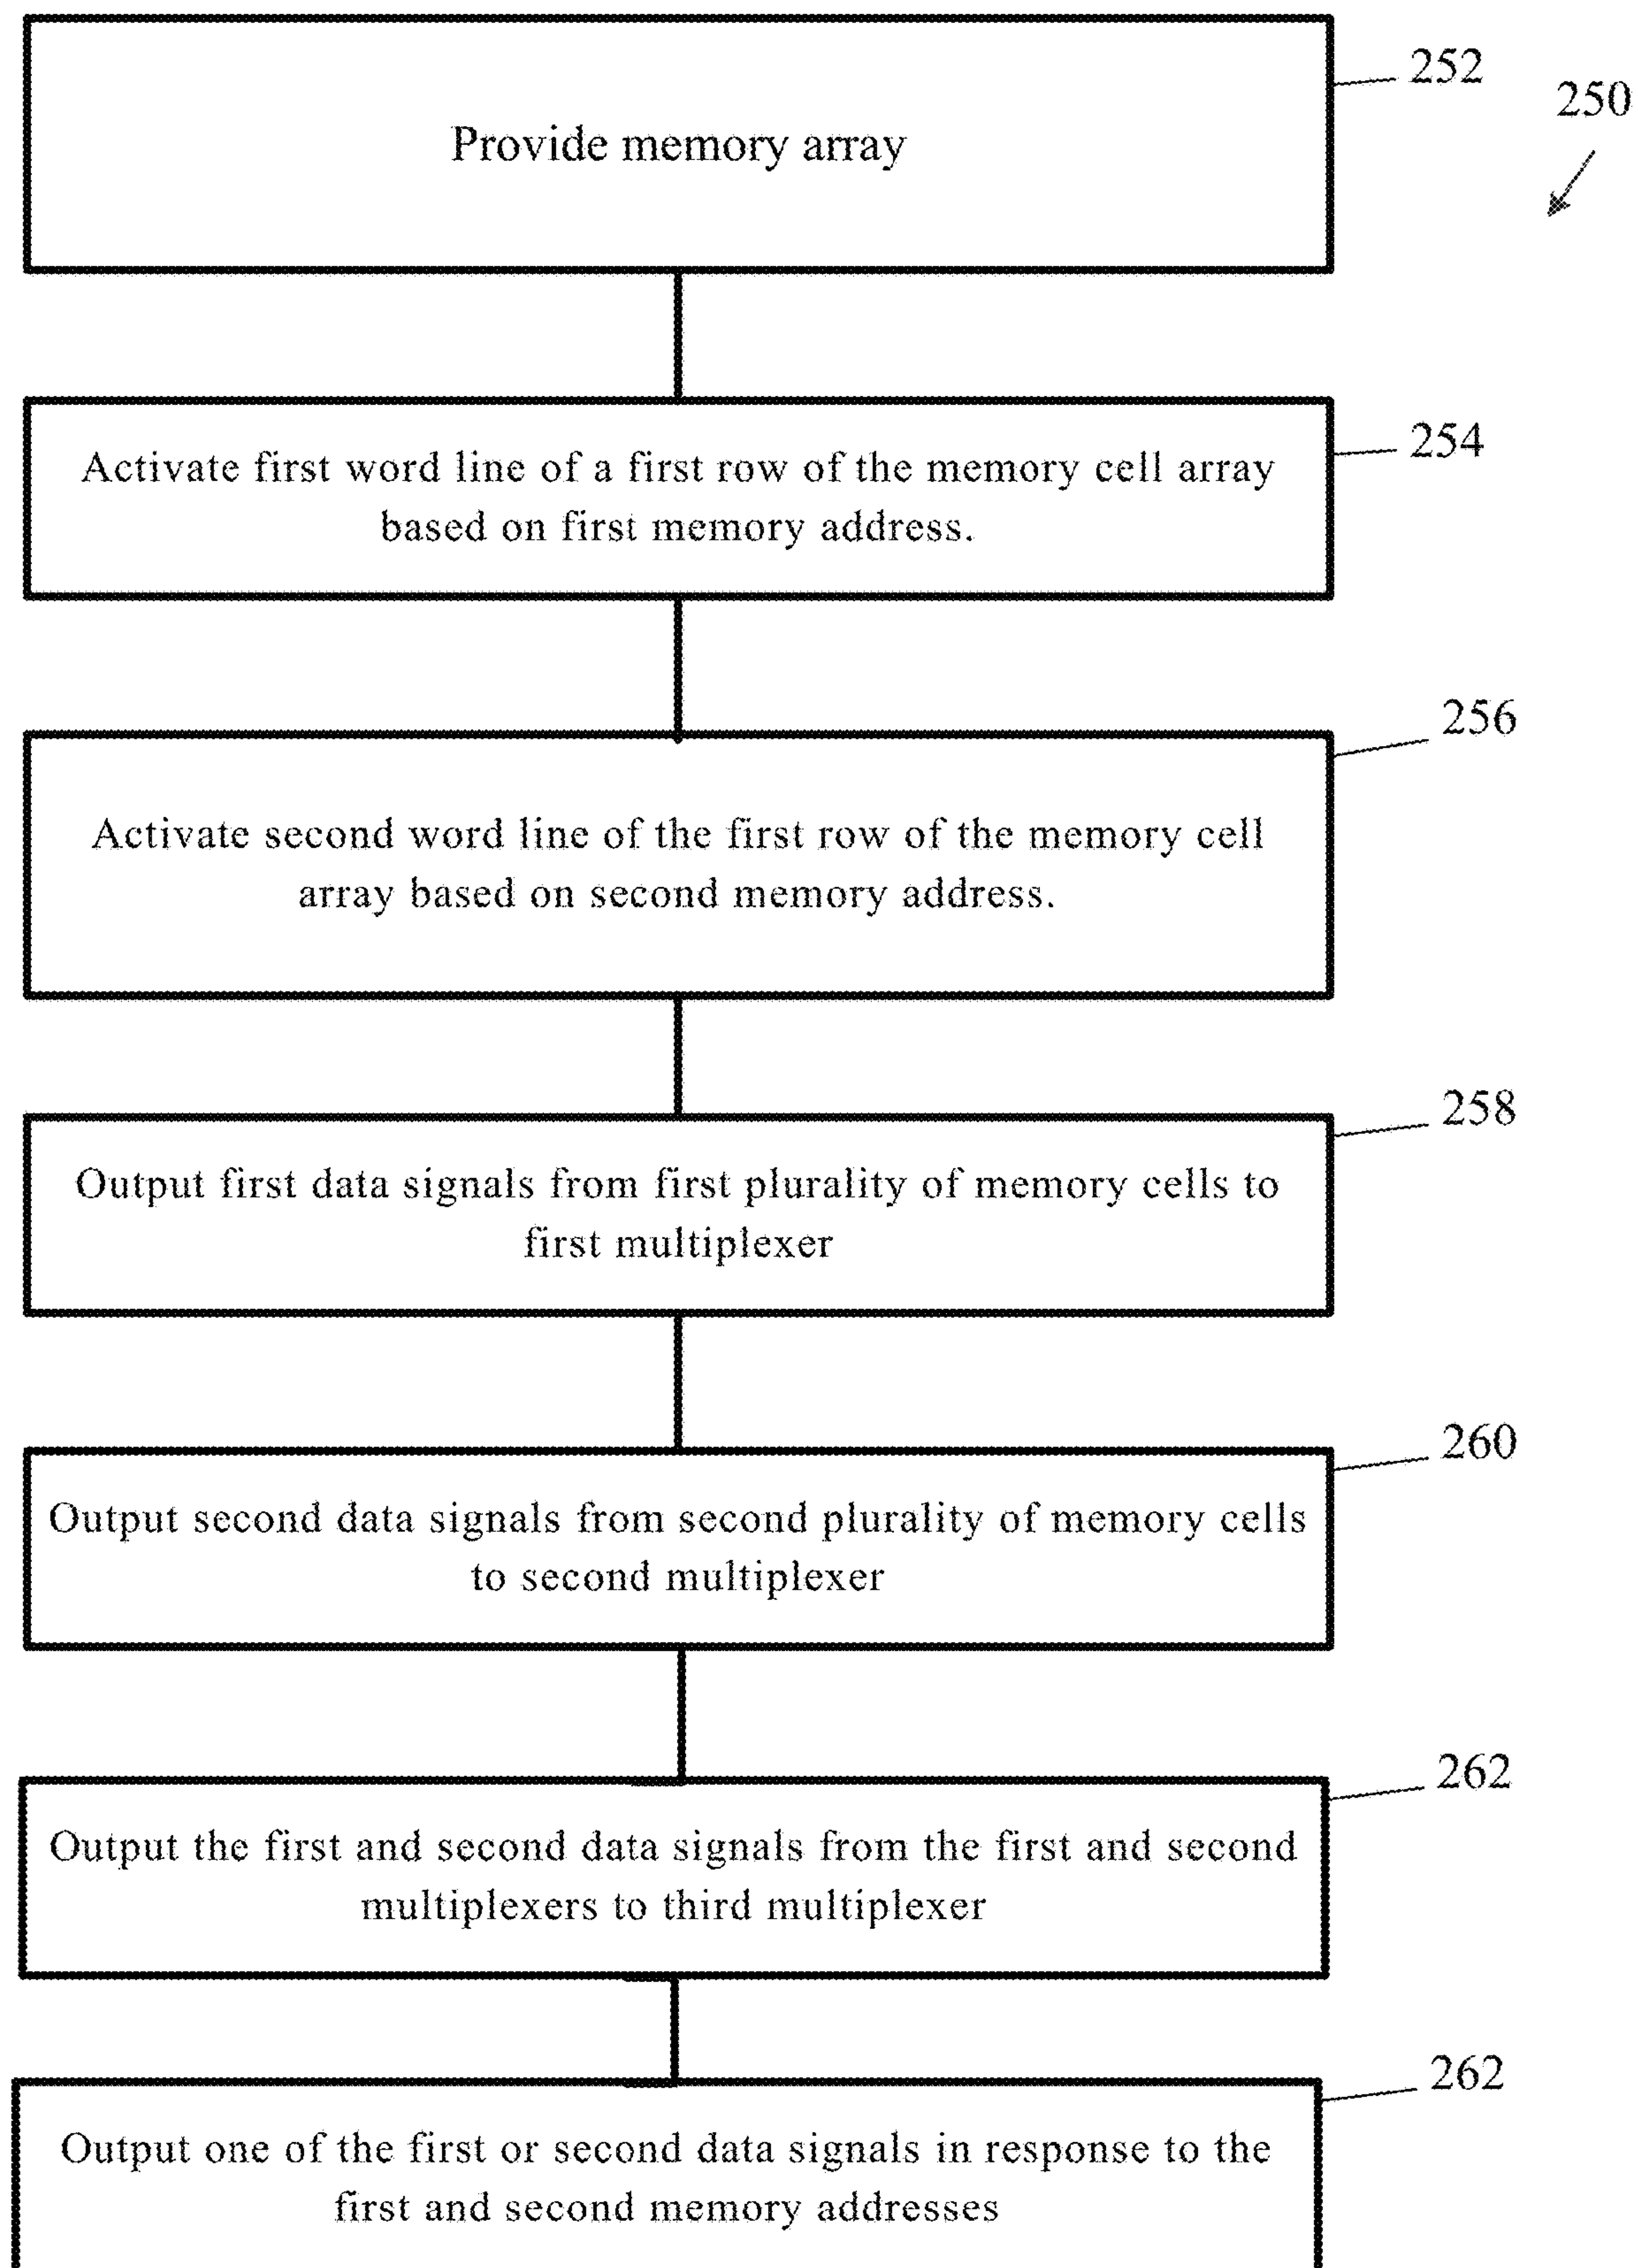 252
250
Provide memory array
254
Activate first word line of a first row of the memory cell array
based on first memory address.
256
Activate second word line of the first row of the memory cell
array based on second memory address.
258
Output first data signals from first plurality of memory cells to
first multiplexer
260
Output second data signals from second plurality of memory cells
to second multiplexer
262
Output the first and second data signals from the first and second
multiplexers to third multiplexer
262
Output one of the first or second data signals in response to the
first and second memory addresses